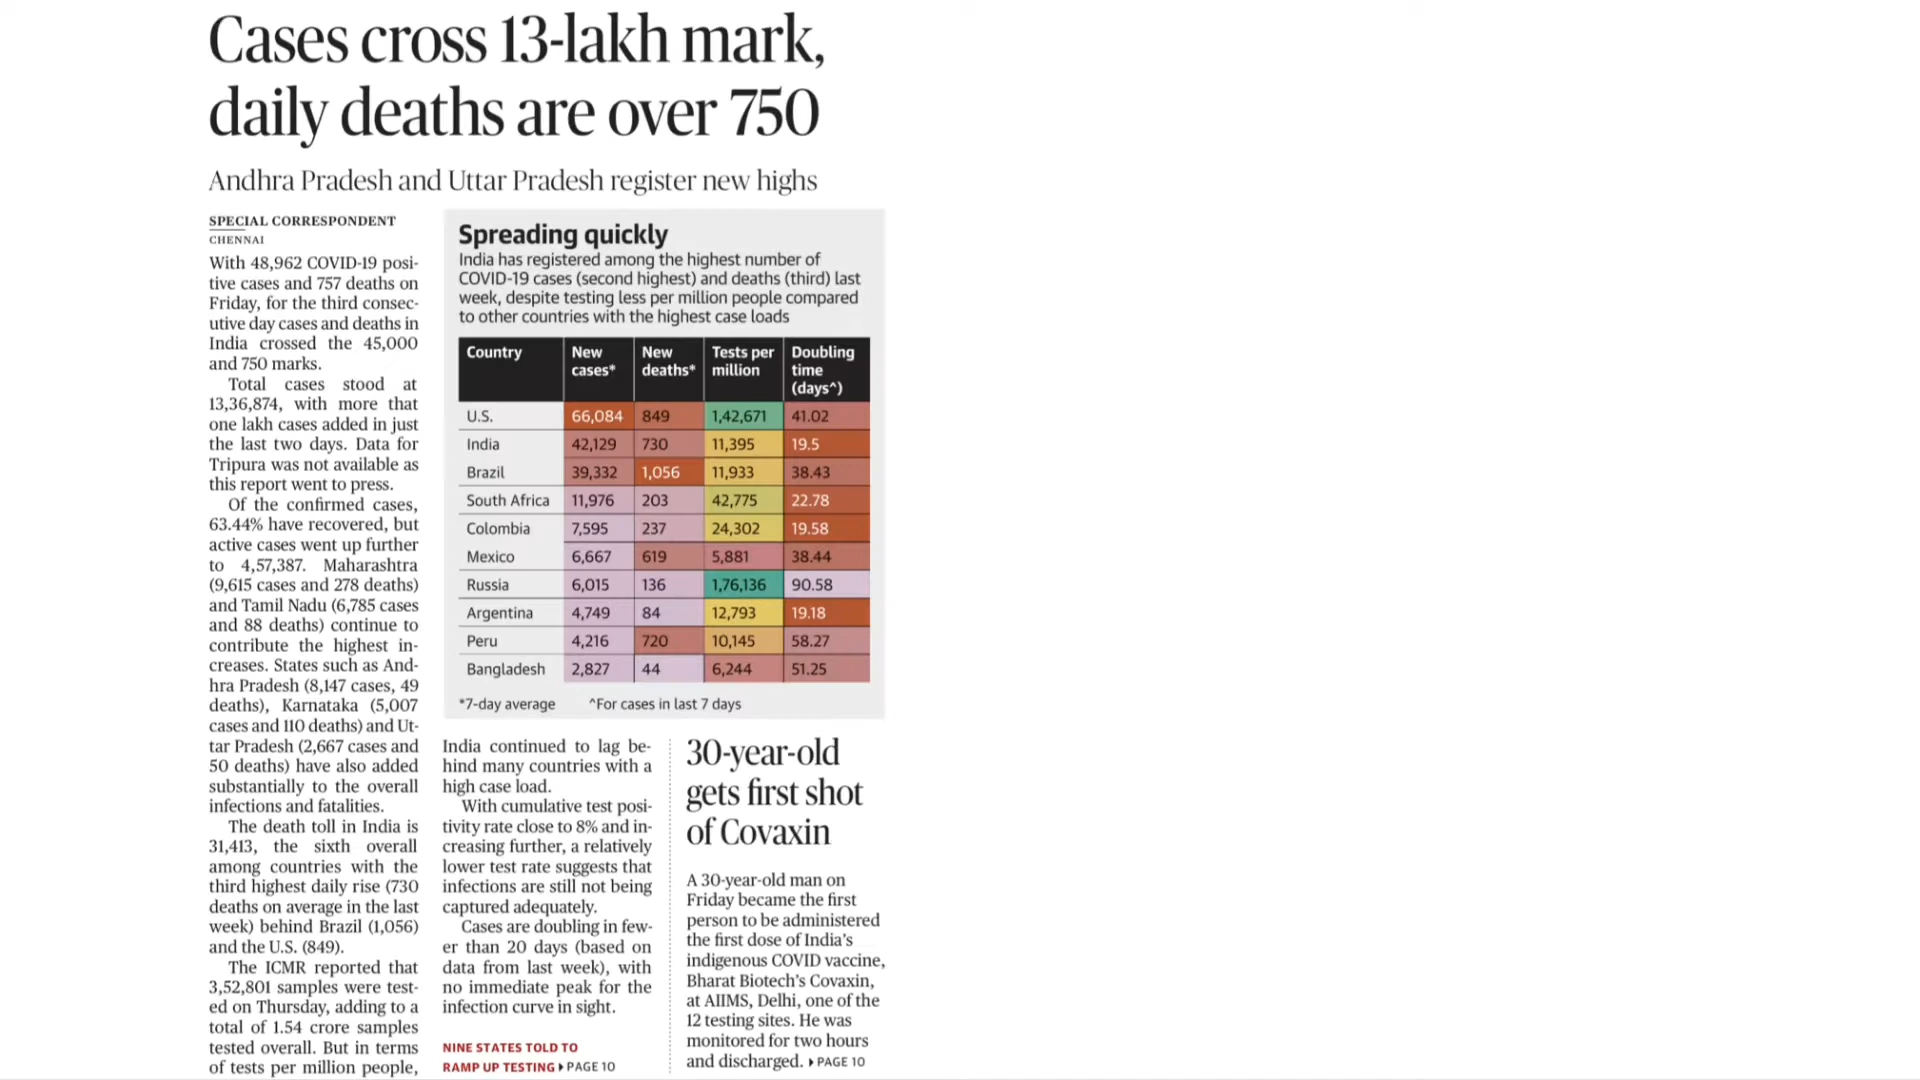 Cases cross 13-lakh mark,
daily deaths are over 750
Andhra Pradesh and Uttar Pradesh register new highs
SPECIAL CORRESPONDENT
CHENNAI
With 48,962 COVID-19 posi-
tive cases and 757 deaths on
Friday, for the third consec-
utive day cases and deaths in
India crossed the 45,000
and 750 marks.
Total cases stood at
13,36,874, with more that
one lakh cases added in just
the last two days. Data for
Tripura was not available as
this report went to press.
Of the confirmed cases,
63.44% have recovered, but
active cases went up further
to 4,57,387. Maharashtra
(9,615 cases and 278 deaths)
and Tamil Nadu (6,785 cases
and 88 deaths) continue to
contribute the highest in-
creases. States such as And-
hra Pradesh (8,147 cases, 49
deaths), Karnataka (5,007
cases and 110 deaths) and Ut-
tar Pradesh (2,667 cases and
50 deaths) have also added
substantially to the overall
infections and fatalities.
The death toll in India is
31,413, the sixth overall
among countries with the
third highest daily rise (730
deaths on average in the last
week) behind Brazil (1,056)
and the U.S. (849).
The ICMR reported that
3,52,801 samples were test-
ed on Thursday, adding to a
total of 1.54 crore samples
tested overall. But in terms
of tests per million people,
Spreading quickly
India has registered among the highest number of
COVID-19 cases (second highest) and deaths (third) last
week, despite testing less per million people compared
to other countries with the highest case loads
Country New cases* New deaths* Tests per million Doubling time (days^)
U.S. 66,084 849 1,42,671 41.02
India 42,129 730 11,395 19.5
Brazil 39,332 1,056 11,933 38.43
South Africa 11,976 203 42,775 22.78
Colombia 7,595 237 24,302 19.58
Mexico 6,667 619 5,881 38.44
Russia 6,015 136 1,76,136 90.58
Argentina 4,749 84 12,793 19.18
Peru 4,216 720 10,145 58.27
Bangladesh 2,827 44 6,244 51.25
*7-day average ^For cases in last 7 days
India continued to lag be-
hind many countries with a
high case load.
With cumulative test posi-
tivity rate close to 8% and in-
creasing further, a relatively
lower test rate suggests that
infections are still not being
captured adequately.
Cases are doubling in few-
er than 20 days (based on
data from last week), with
no immediate peak for the
infection curve in sight.
NINE STATES TOLD TO
RAMP UP TESTING PAGE 10
30-year-old
gets first shot
of Covaxin
A 30-year-old man on
Friday became the first
person to be administered
the first dose of India's
indigenous COVID vaccine,
Bharat Biotech's Covaxin,
at AIIMS, Delhi, one of the
12 testing sites. He was
monitored for two hours
and discharged. PAGE 10